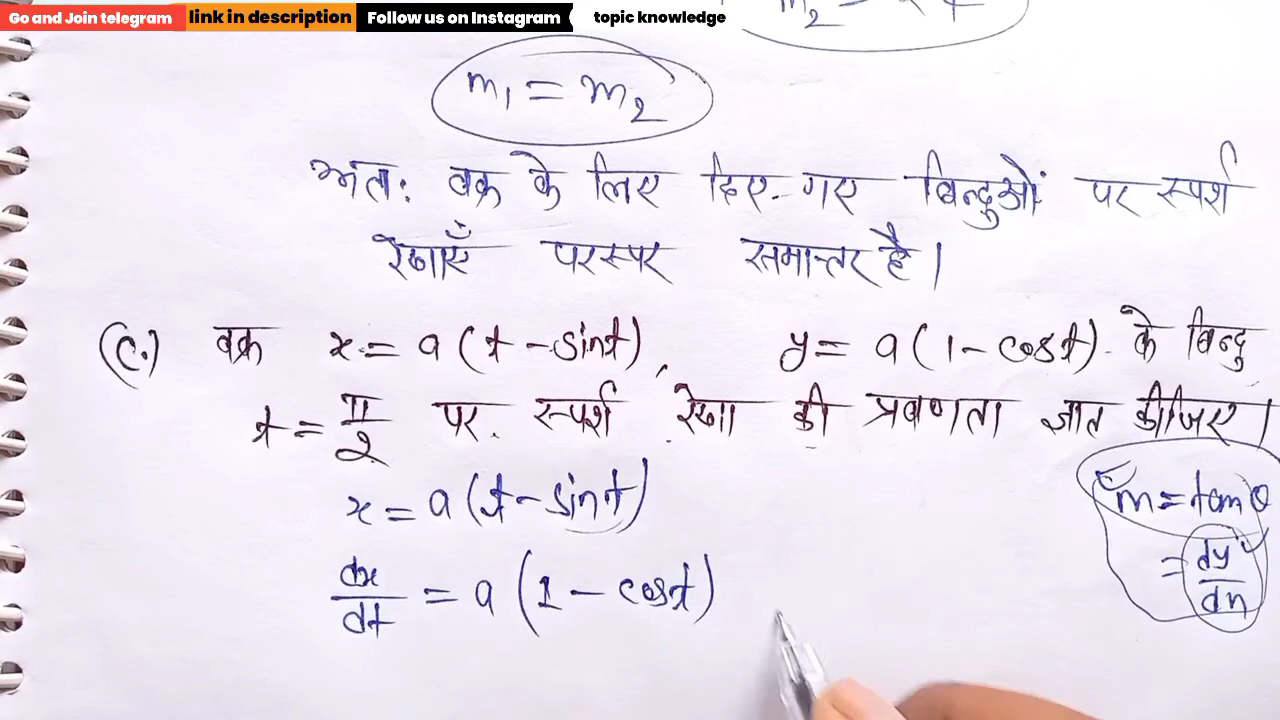 Go and Join telegram link in description Follow us on Instagram topic knowledge
m₁ = m₂
अतः वक्र के लिए दिए गए बिन्दुओं पर स्पर्श
रेखाएँ परस्पर समान्तर है।
(c.) वक्र x = a(t - sint), y = a(1 - cost) के बिन्दु
t = π/2 पर स्पर्श रेखा की प्रवणता ज्ञात कीजिए।
x = a(t - sint)
m = tanθ
dx/dt = a(1 - cost)
= dy/dx